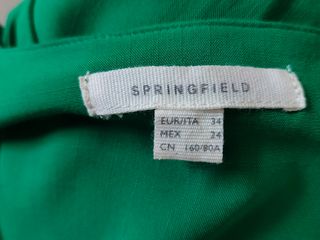 SPRINGFIELD
EUR/ITA 34
MEX 24
CN 160/80A